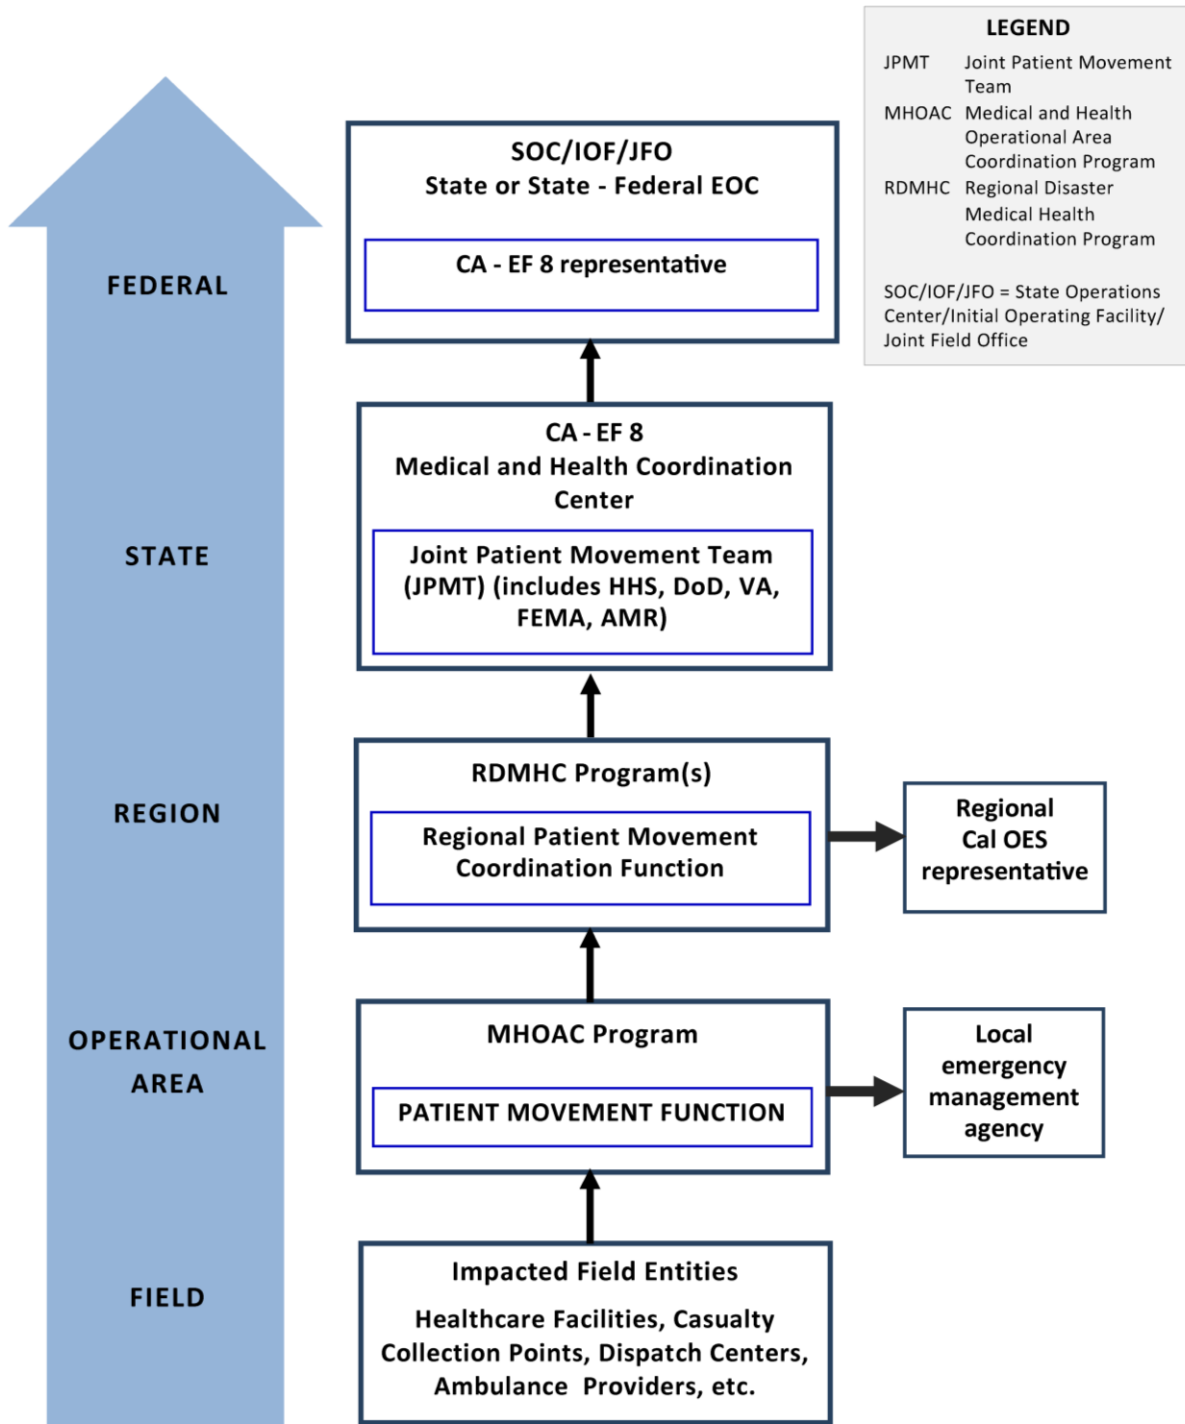 LEGEND
JPMT Joint Patient Movement
Team
MHOAC Medical and Health
Operational Area
Coordination Program
RDMHC Regional Disaster
Medical Health
Coordination Program
SOC/IOF/JFO = State Operations
Center/Initial Operating Facility/
Joint Field Office
FEDERAL
SOC/IOF/JFO
State or State - Federal EOC
CA - EF 8 representative
STATE
CA - EF 8
Medical and Health Coordination
Center
Joint Patient Movement Team
(JPMT) (includes HHS, DoD, VA,
FEMA, AMR)
REGION
RDMHC Program(s)
Regional Patient Movement
Coordination Function
Regional
Cal OES
representative
OPERATIONAL
AREA
MHOAC Program
PATIENT MOVEMENT FUNCTION
Local
emergency
management
agency
FIELD
Impacted Field Entities
Healthcare Facilities, Casualty
Collection Points, Dispatch Centers,
Ambulance Providers, etc.